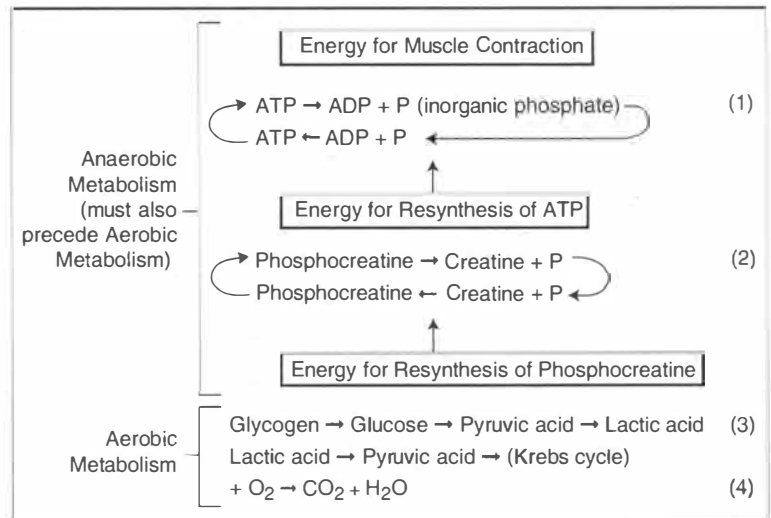 Energy for Muscle Contraction
ATP → ADP + P (inorganic phosphate) (1)
ATP ← ADP + P
Anaerobic
Metabolism
(must also
precede Aerobic
Metabolism)
Energy for Resynthesis of ATP
Phosphocreatine → Creatine + P (2)
Phosphocreatine ← Creatine + P
Energy for Resynthesis of Phosphocreatine
Aerobic
Metabolism
Glycogen → Glucose → Pyruvic acid → Lactic acid (3)
Lactic acid → Pyruvic acid → (Krebs cycle)
+ O₂ → CO₂ + H₂O (4)